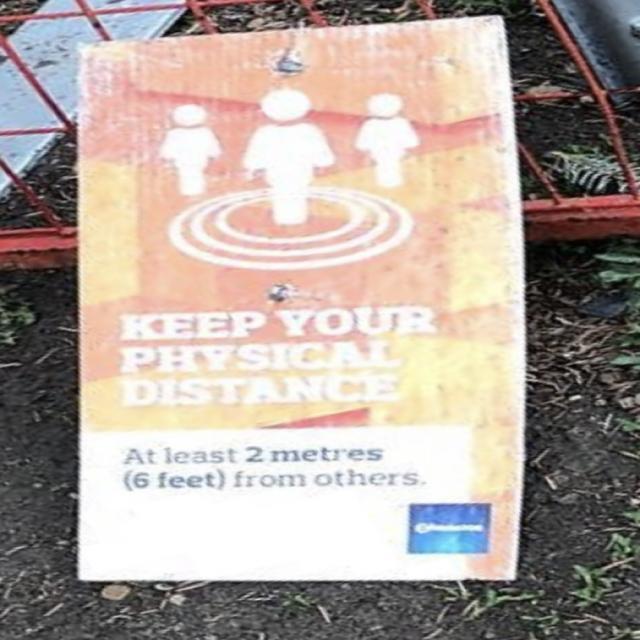 KEEP YOUR
PHYSICAL
DISTANCE
At least 2 metres
(6 feet) from others.